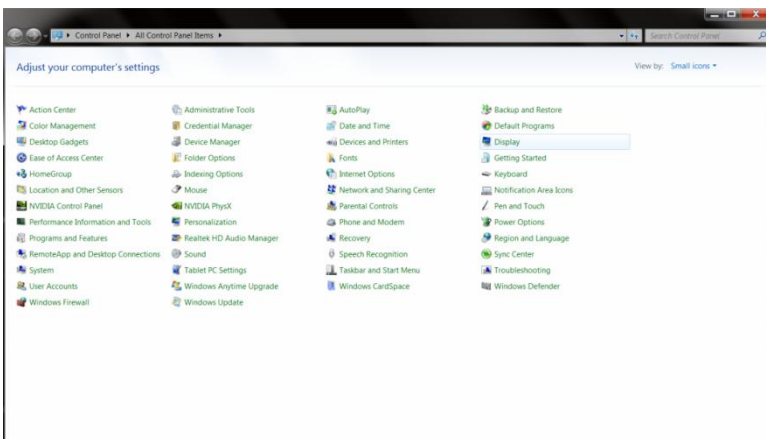 Control Panel ▸ All Control Panel Items ▸
Search Control Panel
Adjust your computer's settings
View by: Small icons
Action Center Administrative Tools AutoPlay Backup and Restore
Color Management Credential Manager Date and Time Default Programs
Desktop Gadgets Device Manager Devices and Printers Display
Ease of Access Center Folder Options Fonts Getting Started
HomeGroup Indexing Options Internet Options Keyboard
Location and Other Sensors Mouse Network and Sharing Center Notification Area Icons
NVIDIA Control Panel NVIDIA PhysX Parental Controls Pen and Touch
Performance Information and Tools Personalization Phone and Modem Power Options
Programs and Features Realtek HD Audio Manager Recovery Region and Language
RemoteApp and Desktop Connections Sound Speech Recognition Sync Center
System Tablet PC Settings Taskbar and Start Menu Troubleshooting
User Accounts Windows Anytime Upgrade Windows CardSpace Windows Defender
Windows Firewall Windows Update